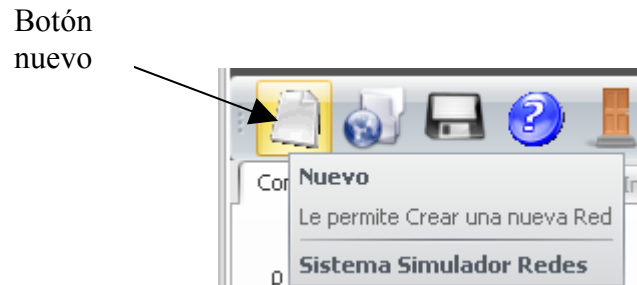 Botón
nuevo
Nuevo
Le permite Crear una nueva Red
Sistema Simulador Redes